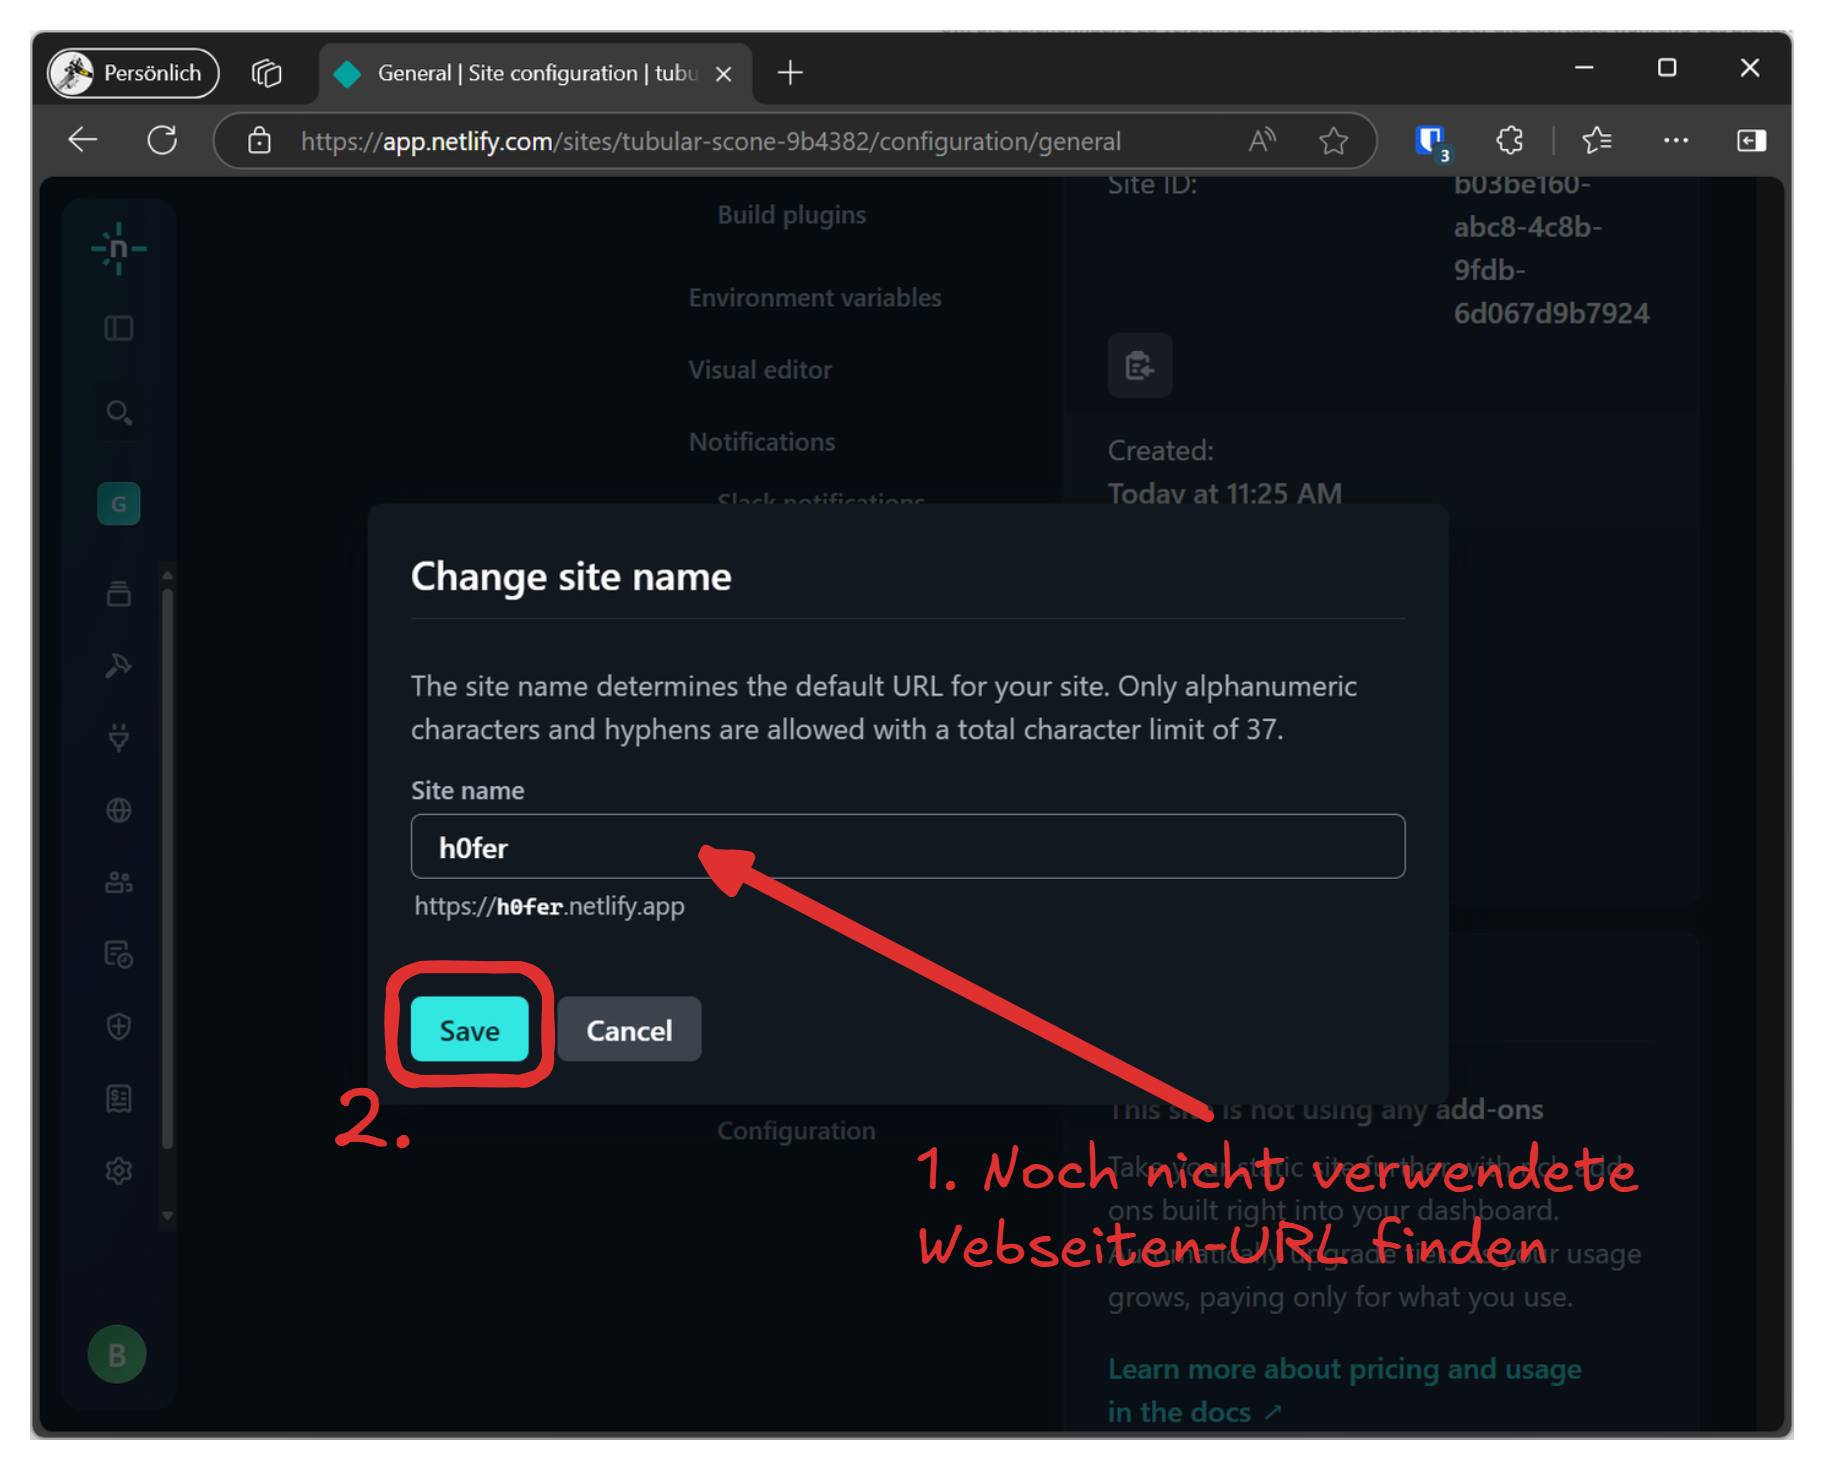 Persönlich
General | Site configuration | tubu
https://app.netlify.com/sites/tubular-scone-9b4382/configuration/general
3
n
G
B
Build plugins
Environment variables
Visual editor
Notifications
Slack notifications
Configuration
Site ID:
b03be160-
abc8-4c8b-
9fdb-
6d067d9b7924
Created:
Today at 11:25 AM
Change site name
The site name determines the default URL for your site. Only alphanumeric
characters and hyphens are allowed with a total character limit of 37.
Site name
h0fer
https://h0fer.netlify.app
Save
Cancel
2.
1. Noch nicht verwendete
Webseiten-URL finden
This site is not using any add-ons
Take your static site further with rich add-
ons built right into your dashboard.
Automatically upgrade tiers as your usage
grows, paying only for what you use.
Learn more about pricing and usage
in the docs ↗